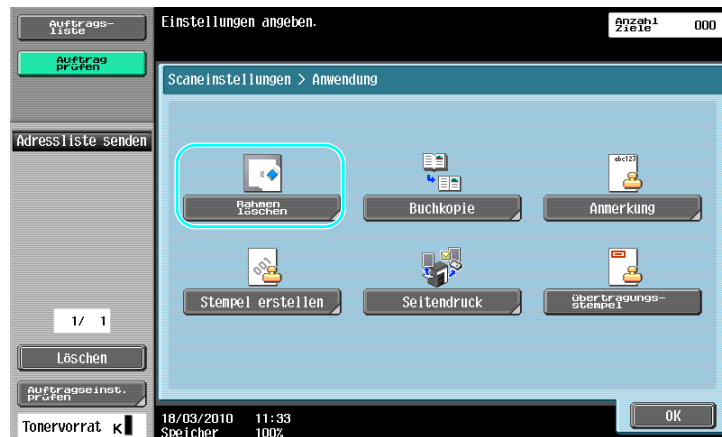 Auftrags-
liste
Auftrag
prüfen
Einstellungen angeben.
Anzahl
Ziele
000
Scaneinstellungen > Anwendung
Adressliste senden
abc123
Rahmen
löschen
Buchkopie
Anmerkung
001
Stempel erstellen
Seitendruck
Übertragungs-
stempel
1/ 1
Löschen
Auftragseinst.
prüfen
Tonervorrat K
18/03/2010 11:33
Speicher 100%
OK